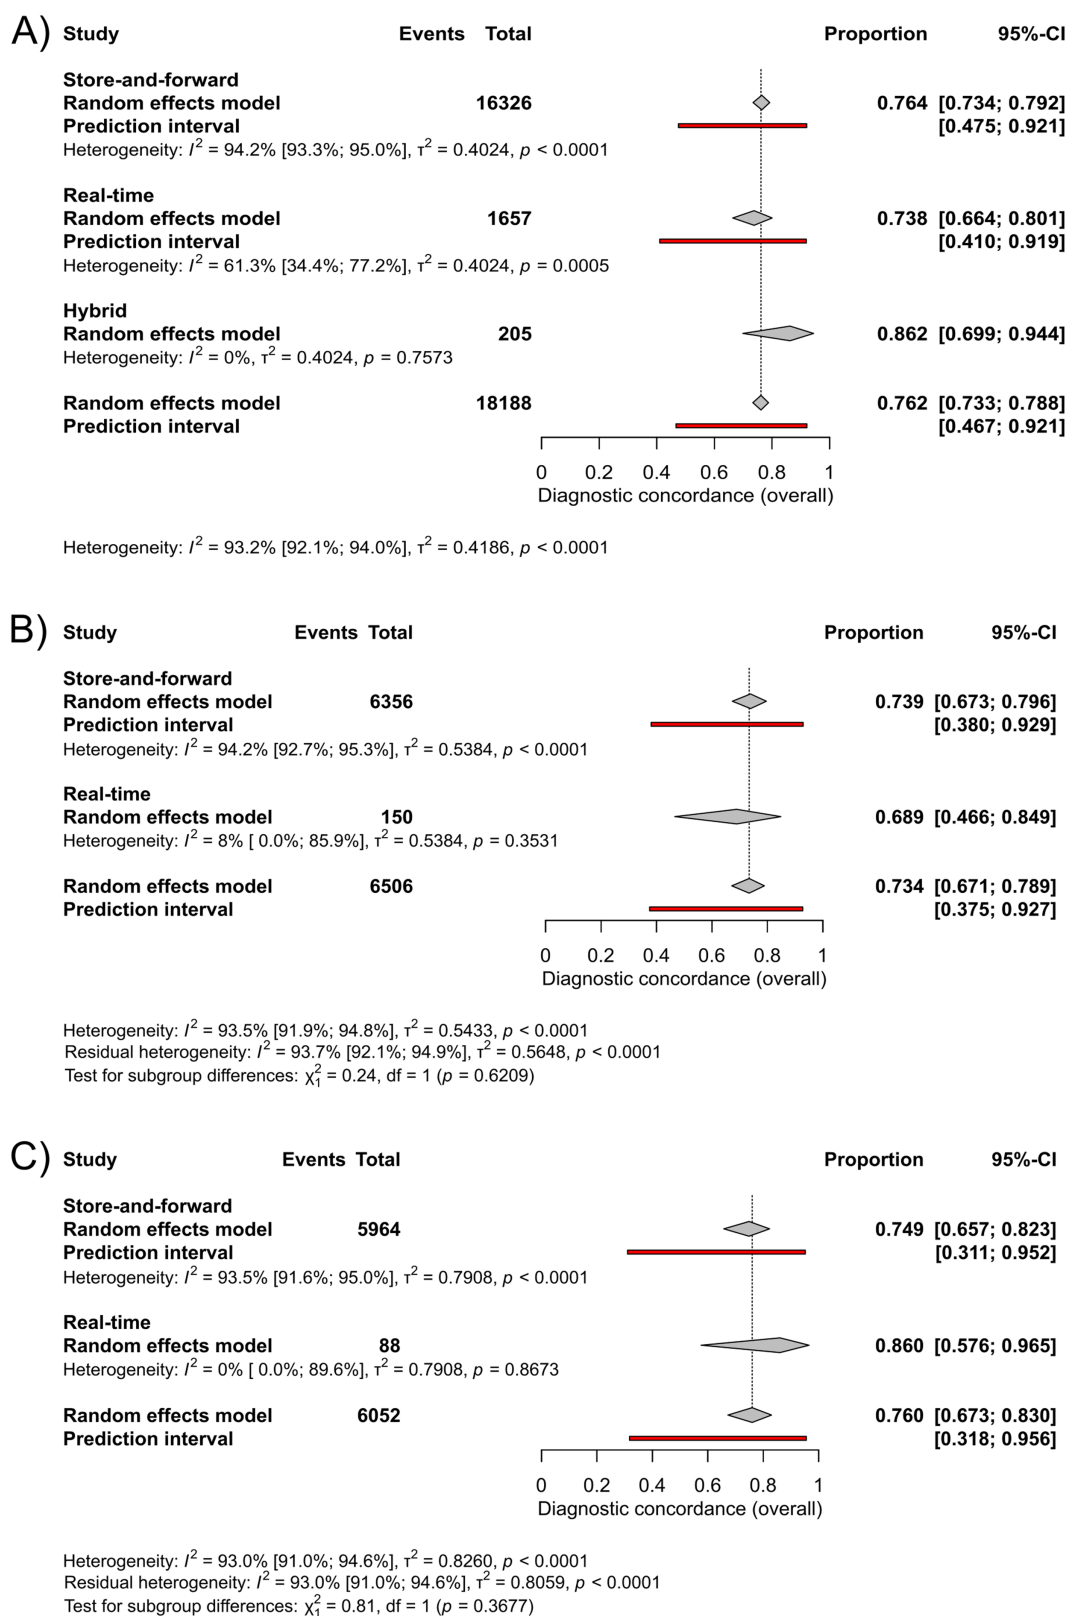 A) Study Events Total Proportion 95%-CI
Store-and-forward
Random effects model 16326 0.764 [0.734; 0.792]
Prediction interval [0.475; 0.921]
Heterogeneity: I² = 94.2% [93.3%; 95.0%], τ² = 0.4024, p < 0.0001
Real-time
Random effects model 1657 0.738 [0.664; 0.801]
Prediction interval [0.410; 0.919]
Heterogeneity: I² = 61.3% [34.4%; 77.2%], τ² = 0.4024, p = 0.0005
Hybrid
Random effects model 205 0.862 [0.699; 0.944]
Heterogeneity: I² = 0%, τ² = 0.4024, p = 0.7573
Random effects model 18188 0.762 [0.733; 0.788]
Prediction interval [0.467; 0.921]
0 0.2 0.4 0.6 0.8 1
Diagnostic concordance (overall)
Heterogeneity: I² = 93.2% [92.1%; 94.0%], τ² = 0.4186, p < 0.0001
B) Study Events Total Proportion 95%-CI
Store-and-forward
Random effects model 6356 0.739 [0.673; 0.796]
Prediction interval [0.380; 0.929]
Heterogeneity: I² = 94.2% [92.7%; 95.3%], τ² = 0.5384, p < 0.0001
Real-time
Random effects model 150 0.689 [0.466; 0.849]
Heterogeneity: I² = 8% [ 0.0%; 85.9%], τ² = 0.5384, p = 0.3531
Random effects model 6506 0.734 [0.671; 0.789]
Prediction interval [0.375; 0.927]
0 0.2 0.4 0.6 0.8 1
Diagnostic concordance (overall)
Heterogeneity: I² = 93.5% [91.9%; 94.8%], τ² = 0.5433, p < 0.0001
Residual heterogeneity: I² = 93.7% [92.1%; 94.9%], τ² = 0.5648, p < 0.0001
Test for subgroup differences: χ²₁ = 0.24, df = 1 (p = 0.6209)
C) Study Events Total Proportion 95%-CI
Store-and-forward
Random effects model 5964 0.749 [0.657; 0.823]
Prediction interval [0.311; 0.952]
Heterogeneity: I² = 93.5% [91.6%; 95.0%], τ² = 0.7908, p < 0.0001
Real-time
Random effects model 88 0.860 [0.576; 0.965]
Heterogeneity: I² = 0% [ 0.0%; 89.6%], τ² = 0.7908, p = 0.8673
Random effects model 6052 0.760 [0.673; 0.830]
Prediction interval [0.318; 0.956]
0 0.2 0.4 0.6 0.8 1
Diagnostic concordance (overall)
Heterogeneity: I² = 93.0% [91.0%; 94.6%], τ² = 0.8260, p < 0.0001
Residual heterogeneity: I² = 93.0% [91.0%; 94.6%], τ² = 0.8059, p < 0.0001
Test for subgroup differences: χ²₁ = 0.81, df = 1 (p = 0.3677)